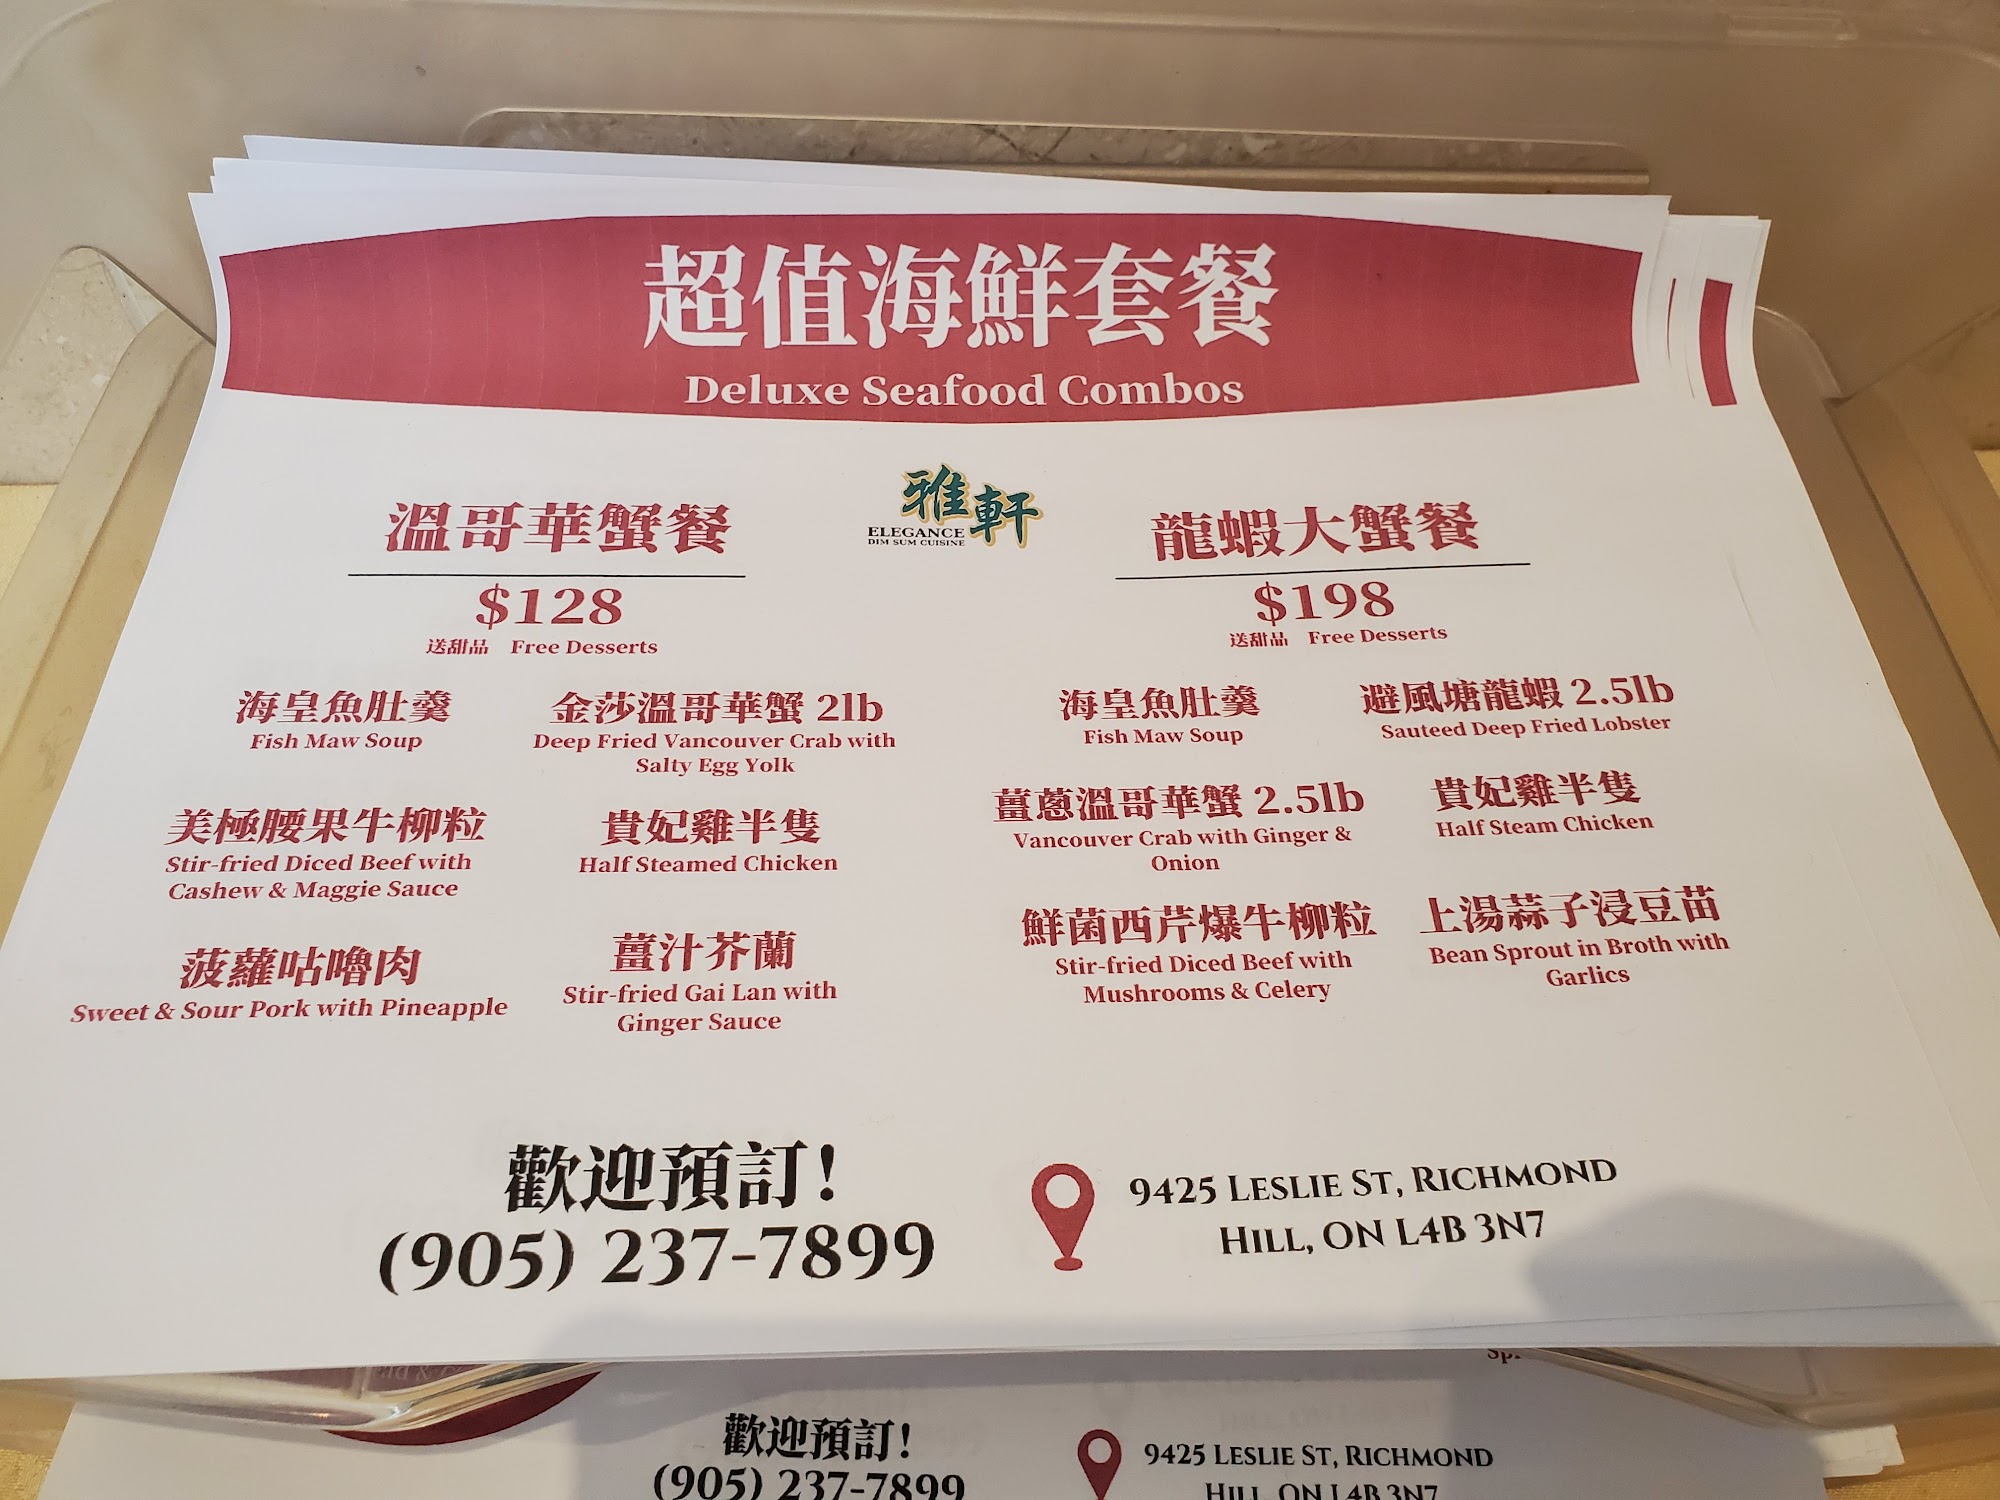 超值海鮮套餐
Deluxe Seafood Combos
雅軒
ELEGANCE
DIM SUM CUISINE
溫哥華蟹餐
$128
送甜品 Free Desserts
海皇魚肚羹
Fish Maw Soup
金莎溫哥華蟹 2lb
Deep Fried Vancouver Crab with
Salty Egg Yolk
美極腰果牛柳粒
Stir-fried Diced Beef with
Cashew & Maggie Sauce
貴妃雞半隻
Half Steamed Chicken
菠蘿咕嚕肉
Sweet & Sour Pork with Pineapple
薑汁芥蘭
Stir-fried Gai Lan with
Ginger Sauce
龍蝦大蟹餐
$198
送甜品 Free Desserts
海皇魚肚羹
Fish Maw Soup
避風塘龍蝦 2.5lb
Sauteed Deep Fried Lobster
薑蔥溫哥華蟹 2.5lb
Vancouver Crab with Ginger &
Onion
貴妃雞半隻
Half Steam Chicken
鮮菌西芹爆牛柳粒
Stir-fried Diced Beef with
Mushrooms & Celery
上湯蒜子浸豆苗
Bean Sprout in Broth with
Garlics
歡迎預訂!
(905) 237-7899
9425 Leslie St, Richmond
Hill, ON L4B 3N7
歡迎預訂!
(905) 237-7899
9425 Leslie St, Richmond
Hill, ON L4B 3N7